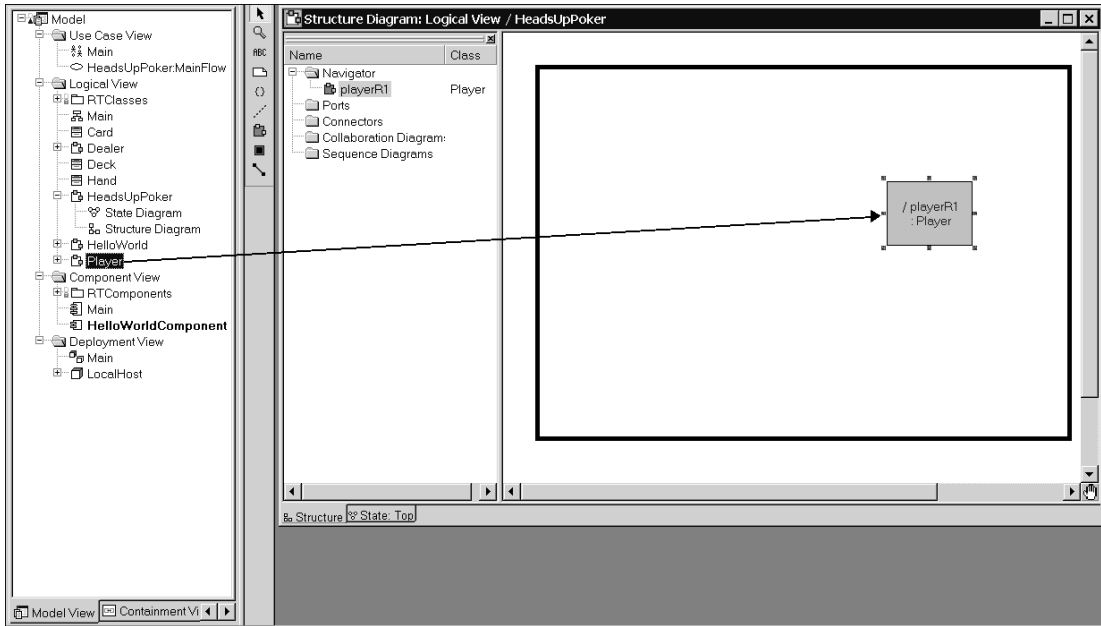 Model
Use Case View
Main
HeadsUpPoker:MainFlow
Logical View
RTClasses
Main
Card
Dealer
Deck
Hand
HeadsUpPoker
State Diagram
Structure Diagram
HelloWorld
Player
Component View
RTComponents
Main
HelloWorldComponent
Deployment View
Main
LocalHost
Model View
Containment Vi
ABC
Structure Diagram: Logical View / HeadsUpPoker
Name Class
Navigator
playerR1 Player
Ports
Connectors
Collaboration Diagram:
Sequence Diagrams
/ playerR1
: Player
Structure
State: Top